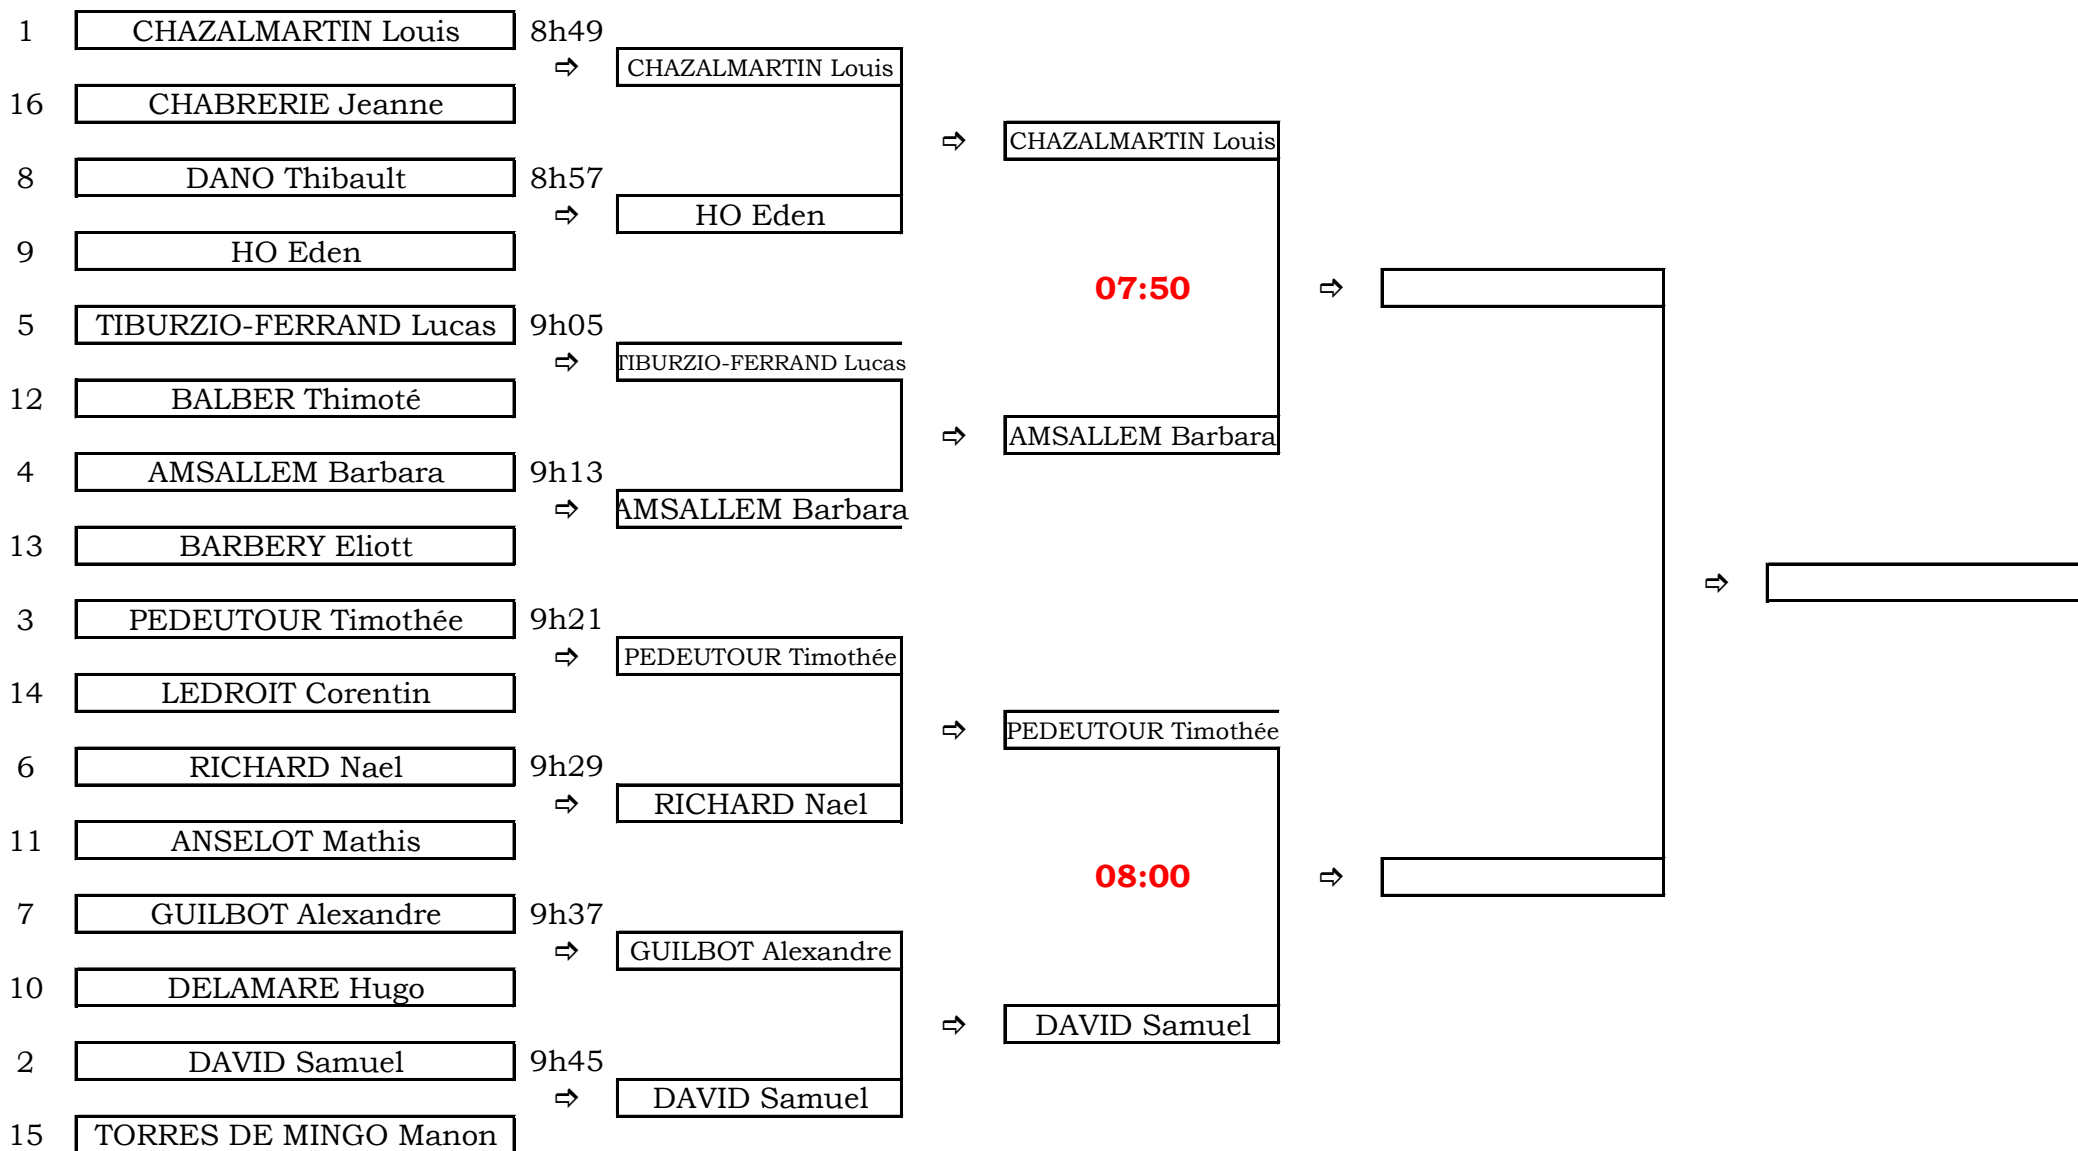 1 CHAZALMARTIN Louis 8h49
⇨ CHAZALMARTIN Louis
16 CHABRERIE Jeanne
⇨ CHAZALMARTIN Louis
8 DANO Thibault 8h57
⇨ HO Eden
9 HO Eden
07:50 ⇨
5 TIBURZIO-FERRAND Lucas 9h05
⇨ TIBURZIO-FERRAND Lucas
12 BALBER Thimoté
⇨ AMSALLEM Barbara
4 AMSALLEM Barbara 9h13
⇨ AMSALLEM Barbara
13 BARBERY Eliott
⇨
3 PEDEUTOUR Timothée 9h21
⇨ PEDEUTOUR Timothée
14 LEDROIT Corentin
⇨ PEDEUTOUR Timothée
6 RICHARD Nael 9h29
⇨ RICHARD Nael
11 ANSELOT Mathis
08:00 ⇨
7 GUILBOT Alexandre 9h37
⇨ GUILBOT Alexandre
10 DELAMARE Hugo
⇨ DAVID Samuel
2 DAVID Samuel 9h45
⇨ DAVID Samuel
15 TORRES DE MINGO Manon